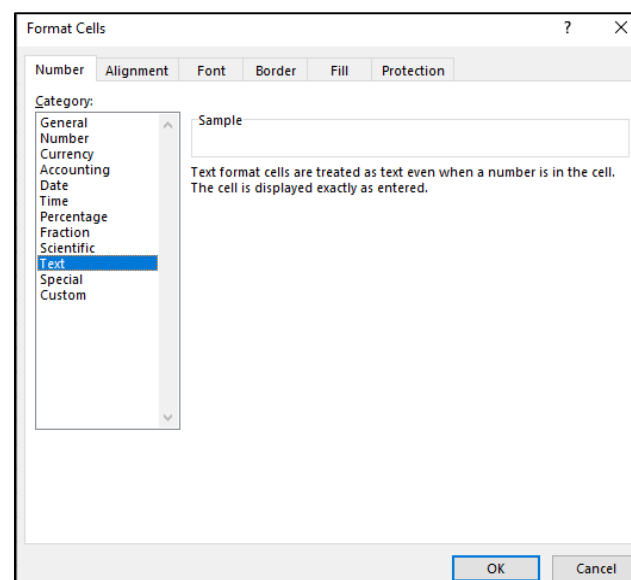 Format Cells ? X
Number Alignment Font Border Fill Protection
Category:
General
Number
Currency
Accounting
Date
Time
Percentage
Fraction
Scientific
Text
Special
Custom
Sample
Text format cells are treated as text even when a number is in the cell.
The cell is displayed exactly as entered.
OK Cancel